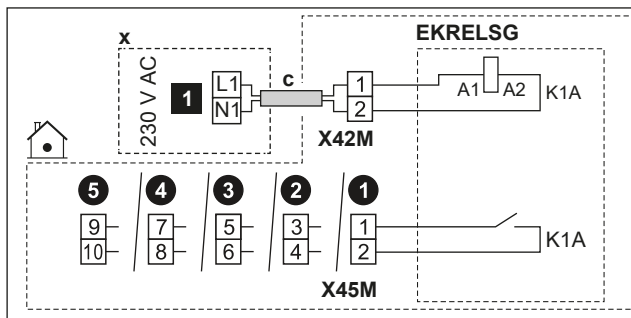 x
EKRELSG
230 V AC
1
L1
N1
c
1
2
X42M
A1 A2
K1A
5 4 3 2 1
9 7 5 3 1
10 8 6 4 2
K1A
X45M